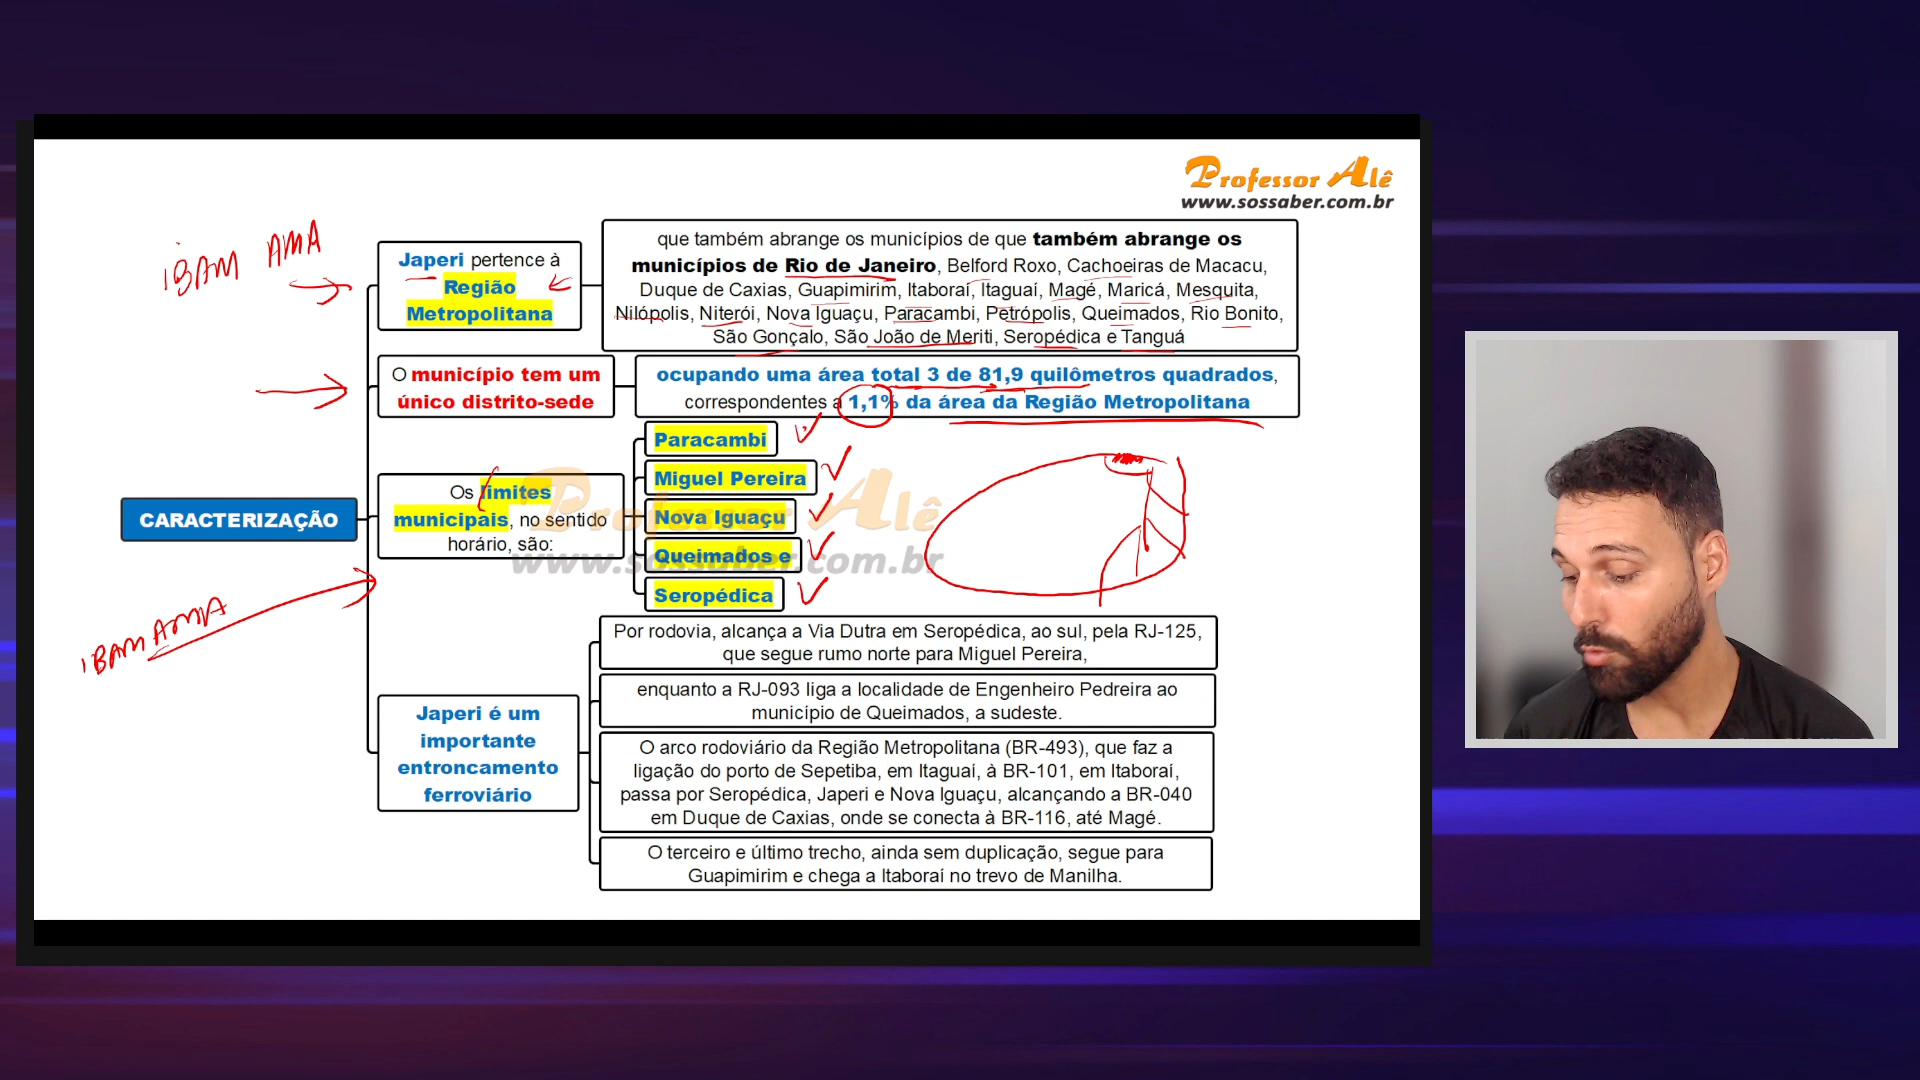 Professor Alê
www.sossaber.com.br
IBAM AMA
Japeri pertence à
Região
Metropolitana
que também abrange os municípios de que também abrange os
municípios de Rio de Janeiro, Belford Roxo, Cachoeiras de Macacu,
Duque de Caxias, Guapimirim, Itaboraí, Itaguaí, Magé, Maricá, Mesquita,
Nilópolis, Niterói, Nova Iguaçu, Paracambi, Petrópolis, Queimados, Rio Bonito,
São Gonçalo, São João de Meriti, Seropédica e Tanguá
O município tem um
único distrito-sede
ocupando uma área total 3 de 81,9 quilômetros quadrados,
correspondentes a 1,1% da área da Região Metropolitana
CARACTERIZAÇÃO
Os limites
municipais, no sentido
horário, são:
Paracambi
Miguel Pereira
Nova Iguaçu
Queimados e
Seropédica
Professor Alê
www.sossaber.com.br
IBAM AMA
Japeri é um
importante
entroncamento
ferroviário
Por rodovia, alcança a Via Dutra em Seropédica, ao sul, pela RJ-125,
que segue rumo norte para Miguel Pereira,
enquanto a RJ-093 liga a localidade de Engenheiro Pedreira ao
município de Queimados, a sudeste.
O arco rodoviário da Região Metropolitana (BR-493), que faz a
ligação do porto de Sepetiba, em Itaguaí, à BR-101, em Itaboraí,
passa por Seropédica, Japeri e Nova Iguaçu, alcançando a BR-040
em Duque de Caxias, onde se conecta à BR-116, até Magé.
O terceiro e último trecho, ainda sem duplicação, segue para
Guapimirim e chega a Itaboraí no trevo de Manilha.